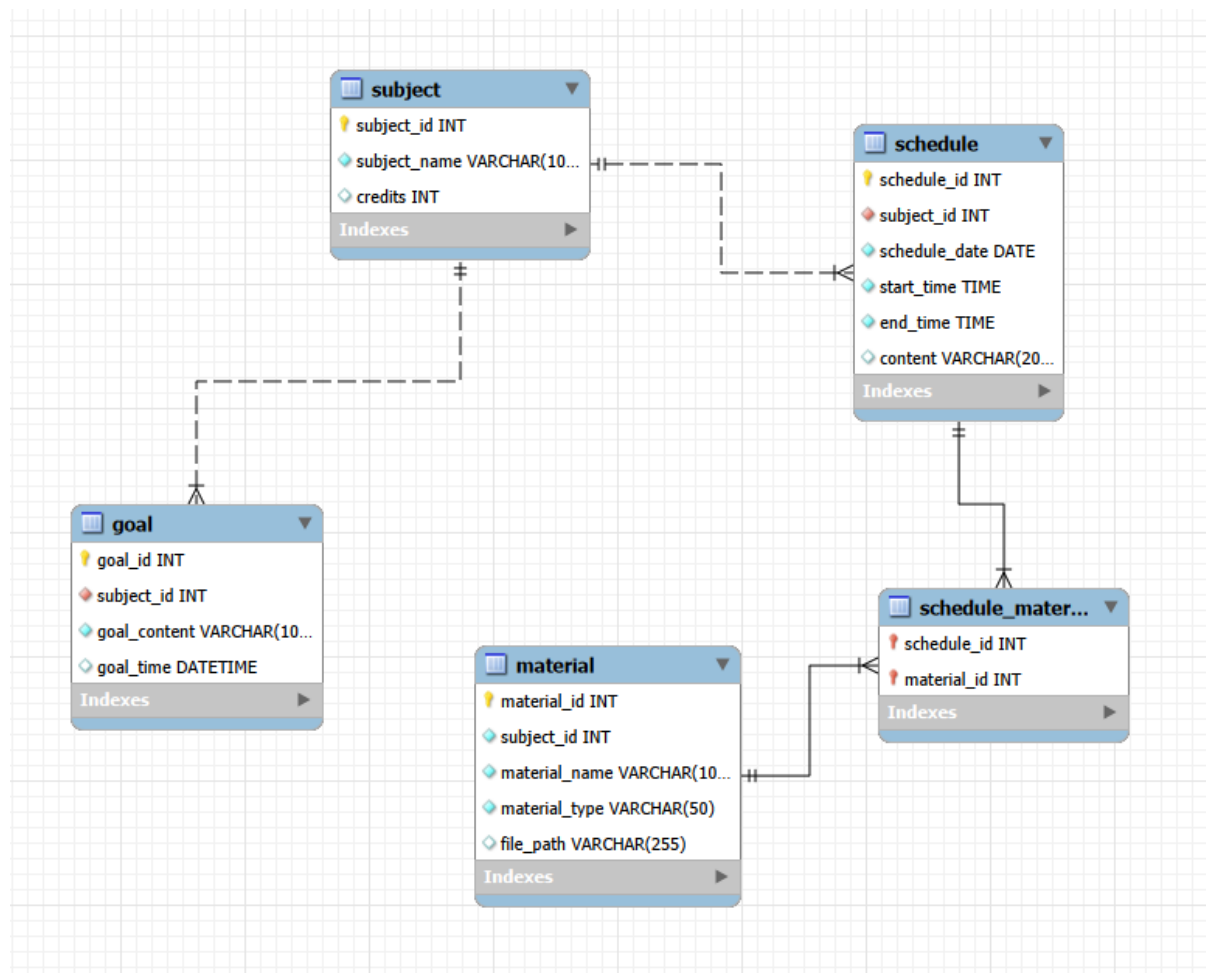 subject
subject_id INT
subject_name VARCHAR(10...
credits INT
Indexes
schedule
schedule_id INT
subject_id INT
schedule_date DATE
start_time TIME
end_time TIME
content VARCHAR(20...
Indexes
goal
goal_id INT
subject_id INT
goal_content VARCHAR(10...
goal_time DATETIME
Indexes
material
material_id INT
subject_id INT
material_name VARCHAR(10...
material_type VARCHAR(50)
file_path VARCHAR(255)
Indexes
schedule_mater...
schedule_id INT
material_id INT
Indexes